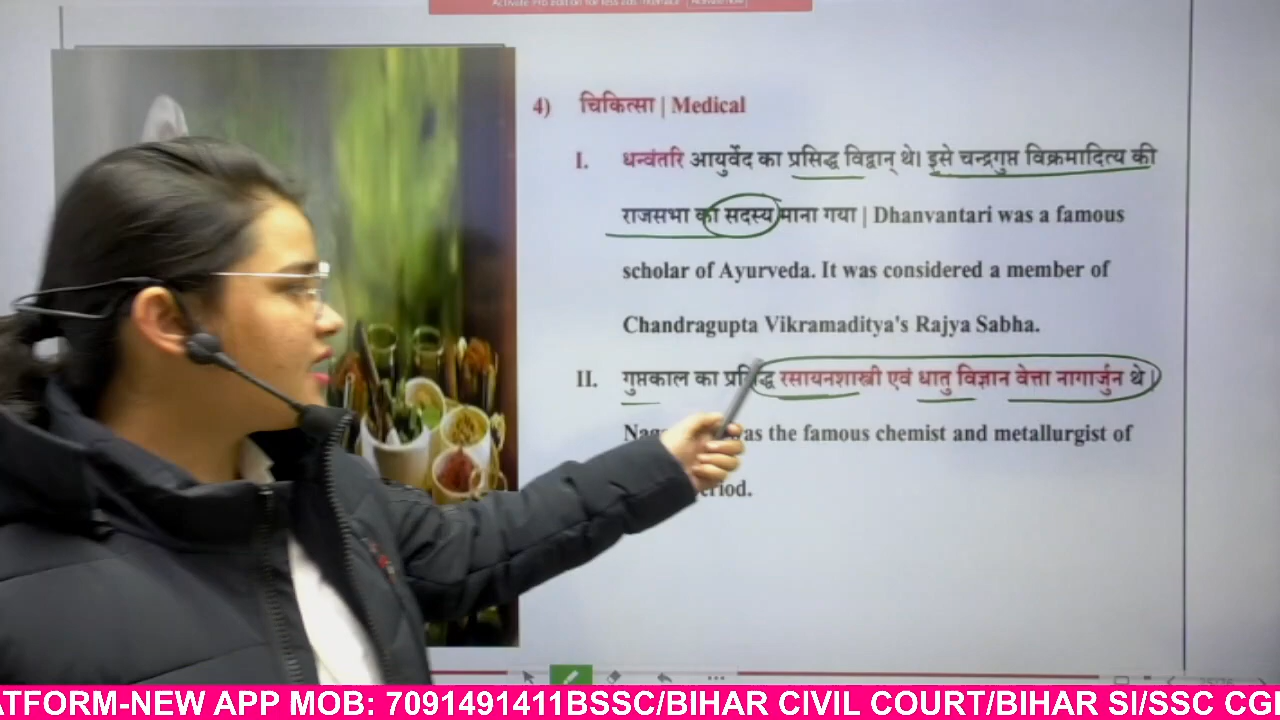 4) चिकित्सा | Medical
I. धन्वंतरि आयुर्वेद का प्रसिद्ध विद्वान् थे। इसे चन्द्रगुप्त विक्रमादित्य की
राजसभा का सदस्य माना गया | Dhanvantari was a famous
scholar of Ayurveda. It was considered a member of
Chandragupta Vikramaditya's Rajya Sabha.
II. गुप्तकाल का प्रसिद्ध रसायनशास्त्री एवं धातु विज्ञान वेत्ता नागार्जुन थे |
was the famous chemist and metallurgist of
ATFORM-NEW APP MOB: 7091491411BSSC/BIHAR CIVIL COURT/BIHAR SI/SSC CGL